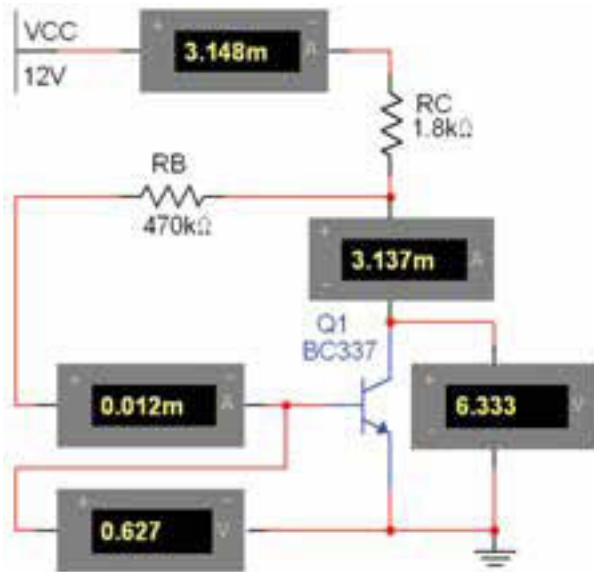 VCC
12V
+ 3.148m - A
RC
1.8kΩ
RB
470kΩ
+ 3.137m - A
Q1
BC337
+ 0.012m - A
+ 6.333 - V
+ 0.627 - V